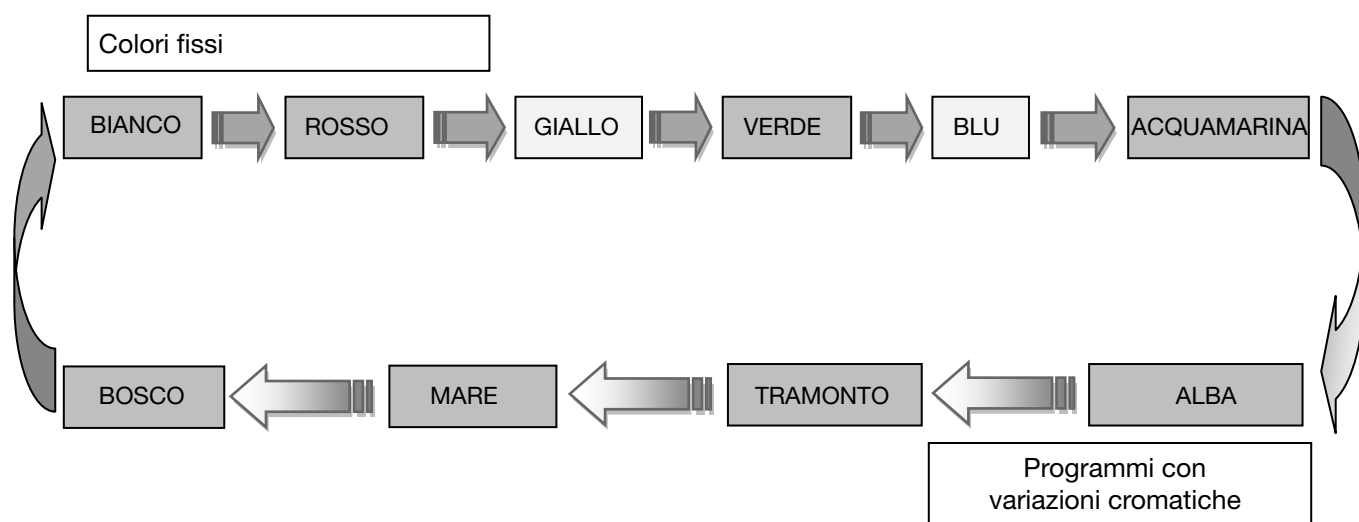 Colori fissi
BIANCO
ROSSO
GIALLO
VERDE
BLU
ACQUAMARINA
BOSCO
MARE
TRAMONTO
ALBA
Programmi con
variazioni cromatiche